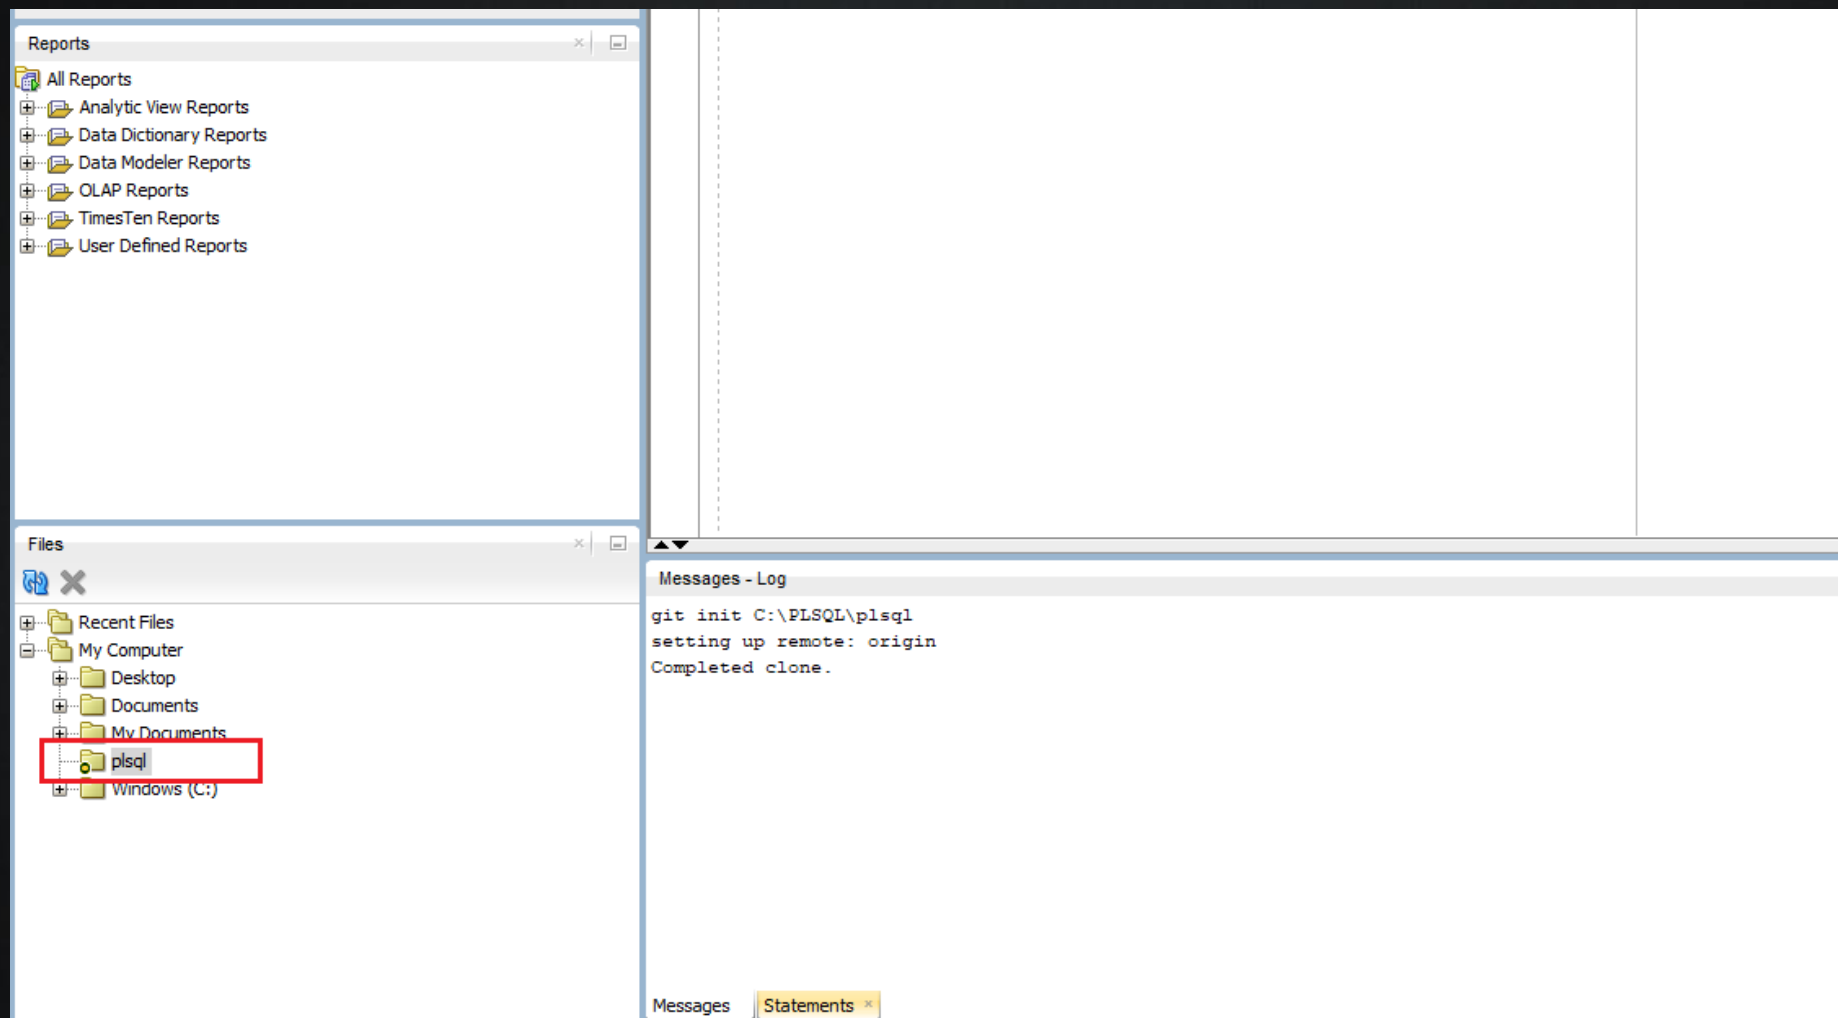 Reports
All Reports
Analytic View Reports
Data Dictionary Reports
Data Modeler Reports
OLAP Reports
TimesTen Reports
User Defined Reports
Files
Recent Files
My Computer
Desktop
Documents
My Documents
plsql
Windows (C:)
Messages - Log
git init C:\PLSQL\plsql
setting up remote: origin
Completed clone.
Messages
Statements